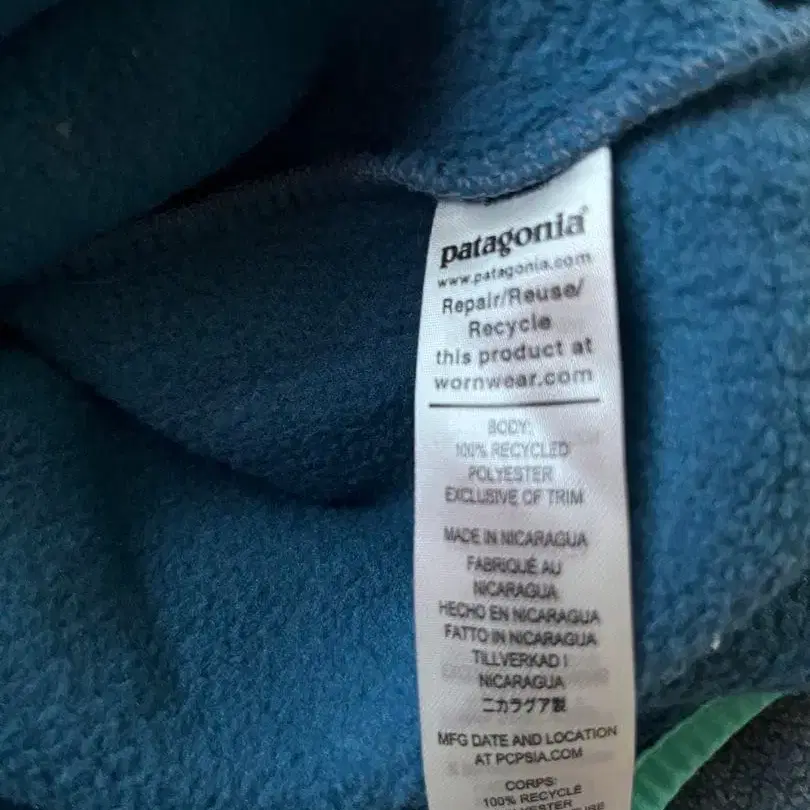 patagonia®
www.patagonia.com
Repair/Reuse/
Recycle
this product at
wornwear.com
BODY:
100% RECYCLED
POLYESTER
EXCLUSIVE OF TRIM
MADE IN NICARAGUA
FABRIQUÉ AU
NICARAGUA
HECHO EN NICARAGUA
FATTO IN NICARAGUA
TILLVERKAD I
NICARAGUA
ニカラグア製
MFG DATE AND LOCATION
AT PCPSIA.COM
CORPS:
100% RECYCLÉ